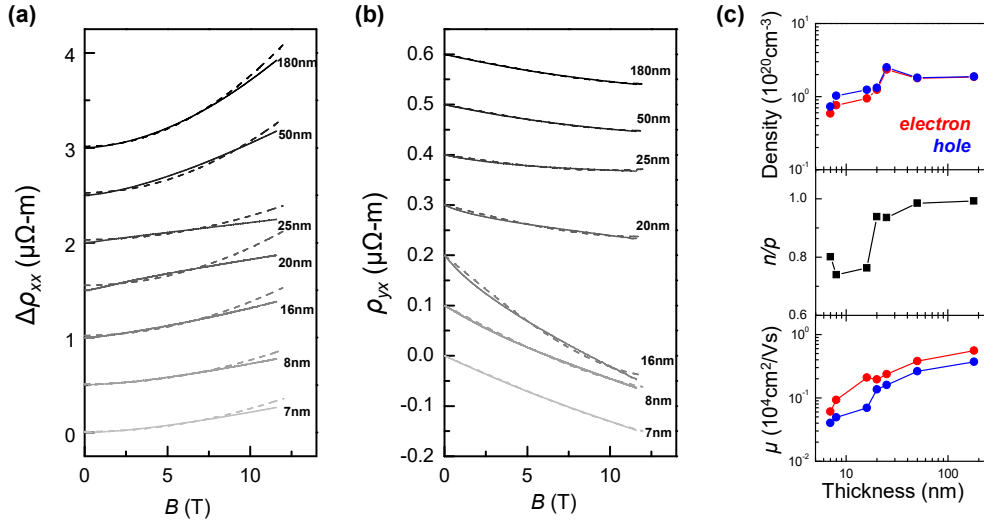 (a)
4
3
2
1
0
Δρxx (μΩ-m)
180nm
50nm
25nm
20nm
16nm
8nm
7nm
0
5
10
B (T)
(b)
0.6
0.5
0.4
0.3
0.2
0.1
0.0
-0.1
-0.2
ρyx (μΩ-m)
180nm
50nm
25nm
20nm
16nm
8nm
7nm
0
5
10
B (T)
(c)
10¹
10⁰
10⁻¹
Density (10²⁰cm⁻³)
electron
hole
1.0
0.8
0.6
n/p
10⁰
10⁻¹
10⁻²
μ (10⁴cm²/Vs)
10
100
Thickness (nm)